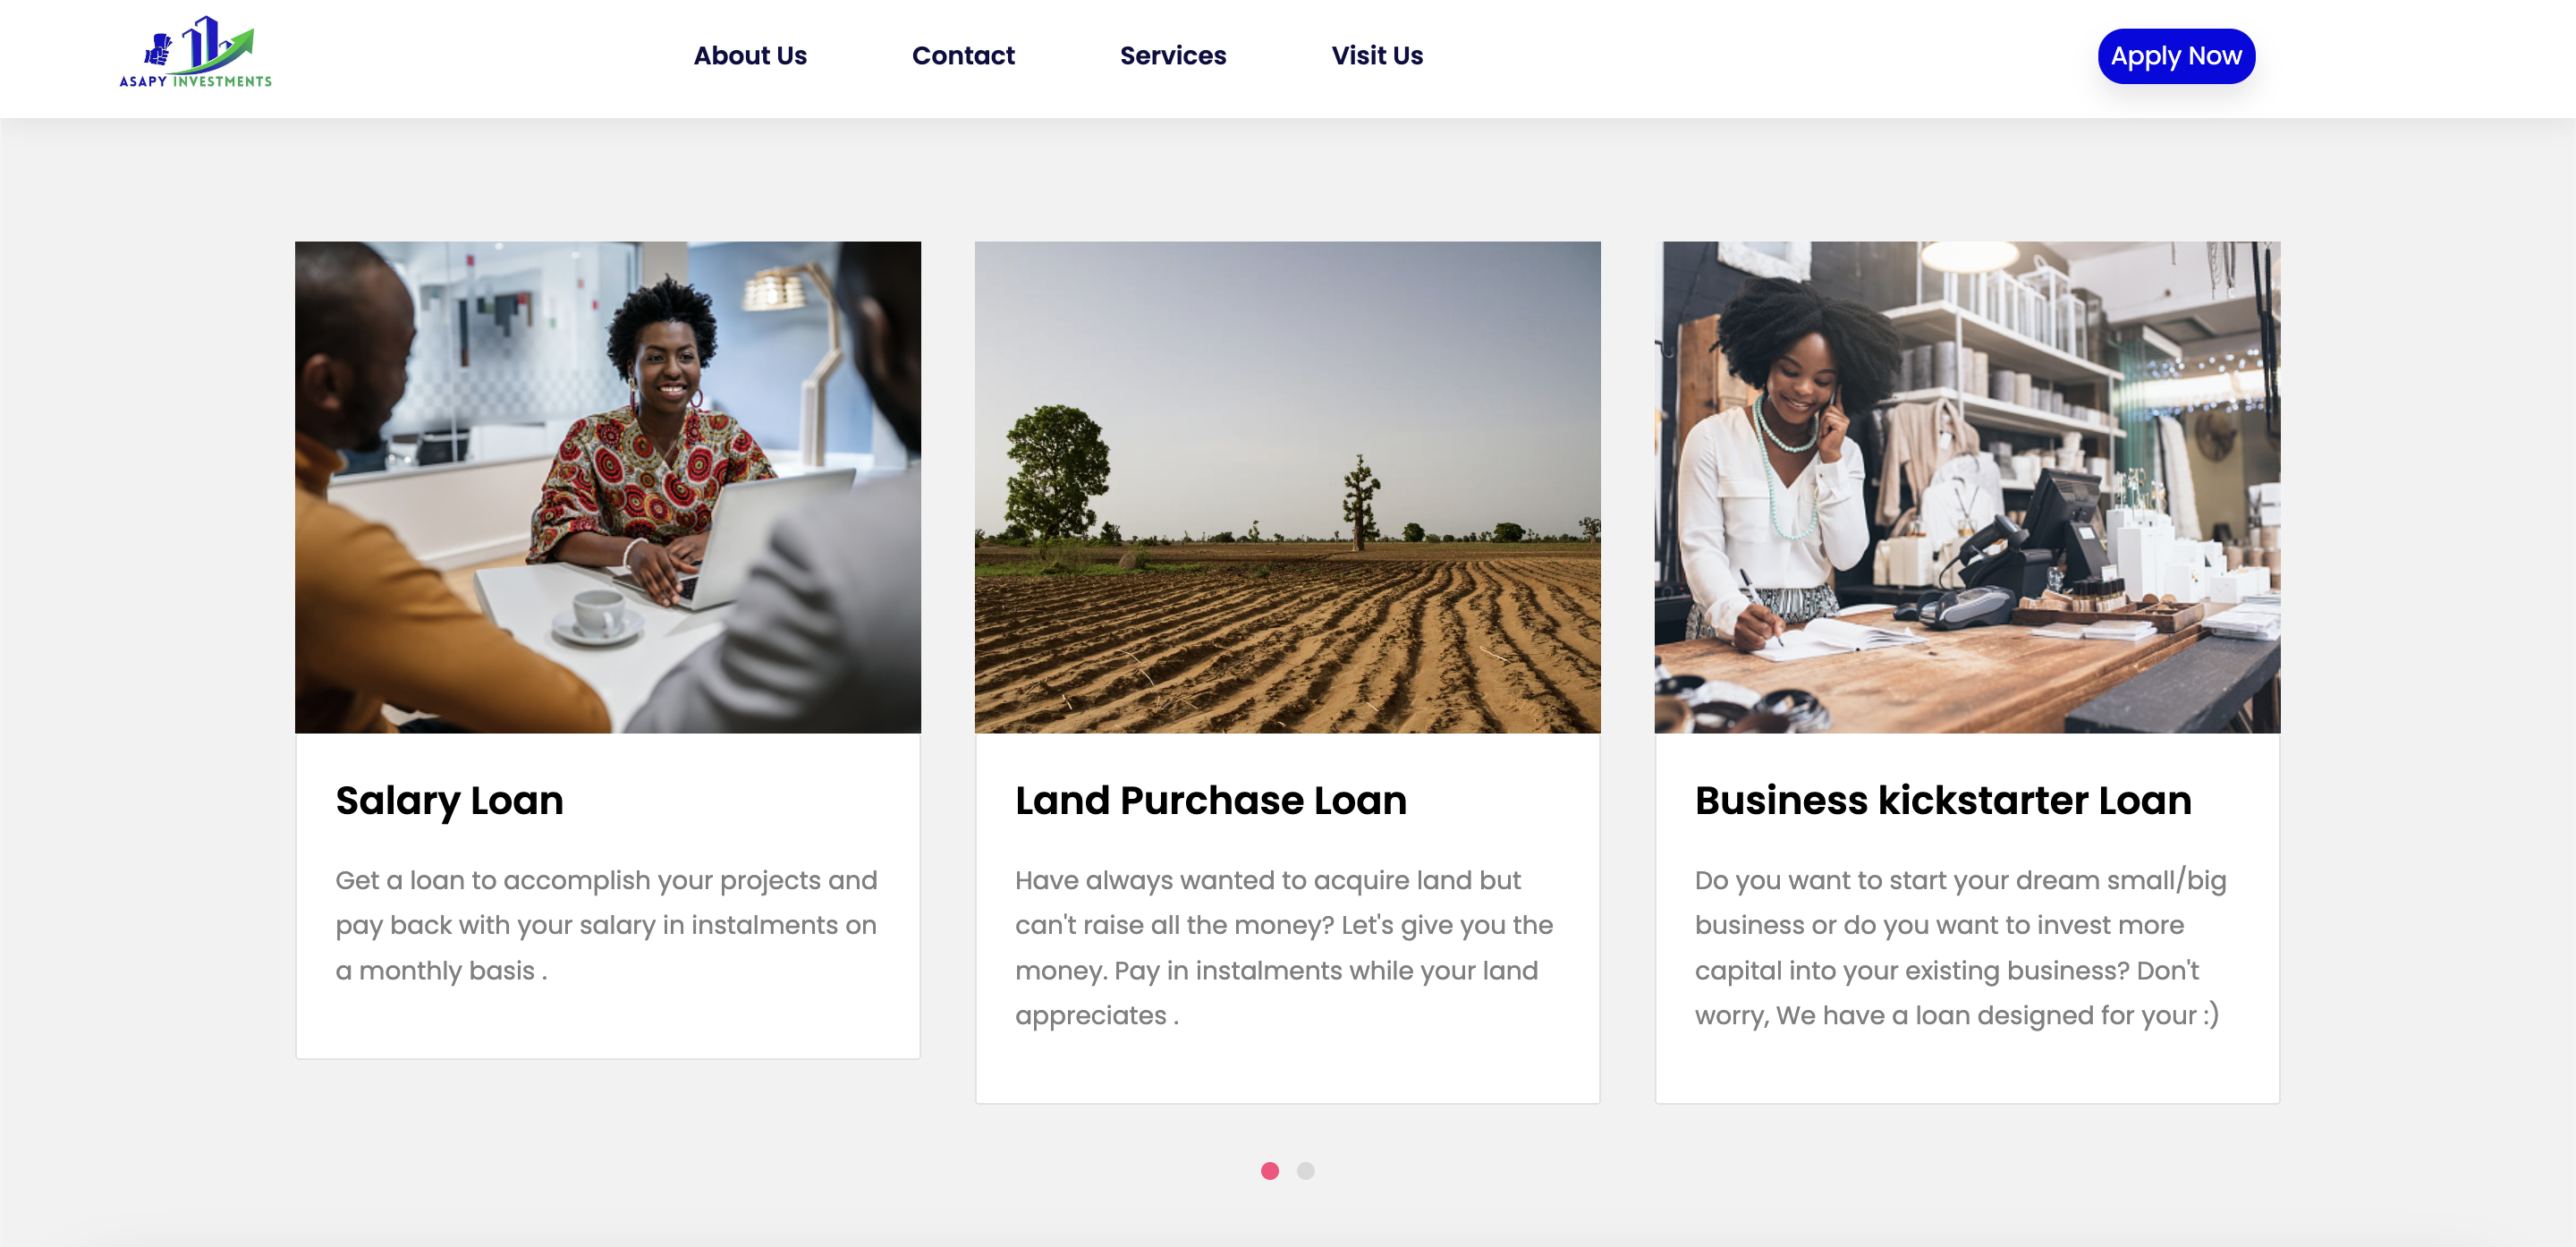 ASAPY INVESTMENTS
About Us
Contact
Services
Visit Us
Apply Now
Salary Loan
Get a loan to accomplish your projects and
pay back with your salary in instalments on
a monthly basis .
Land Purchase Loan
Have always wanted to acquire land but
can't raise all the money? Let's give you the
money. Pay in instalments while your land
appreciates .
Business kickstarter Loan
Do you want to start your dream small/big
business or do you want to invest more
capital into your existing business? Don't
worry, We have a loan designed for your :)